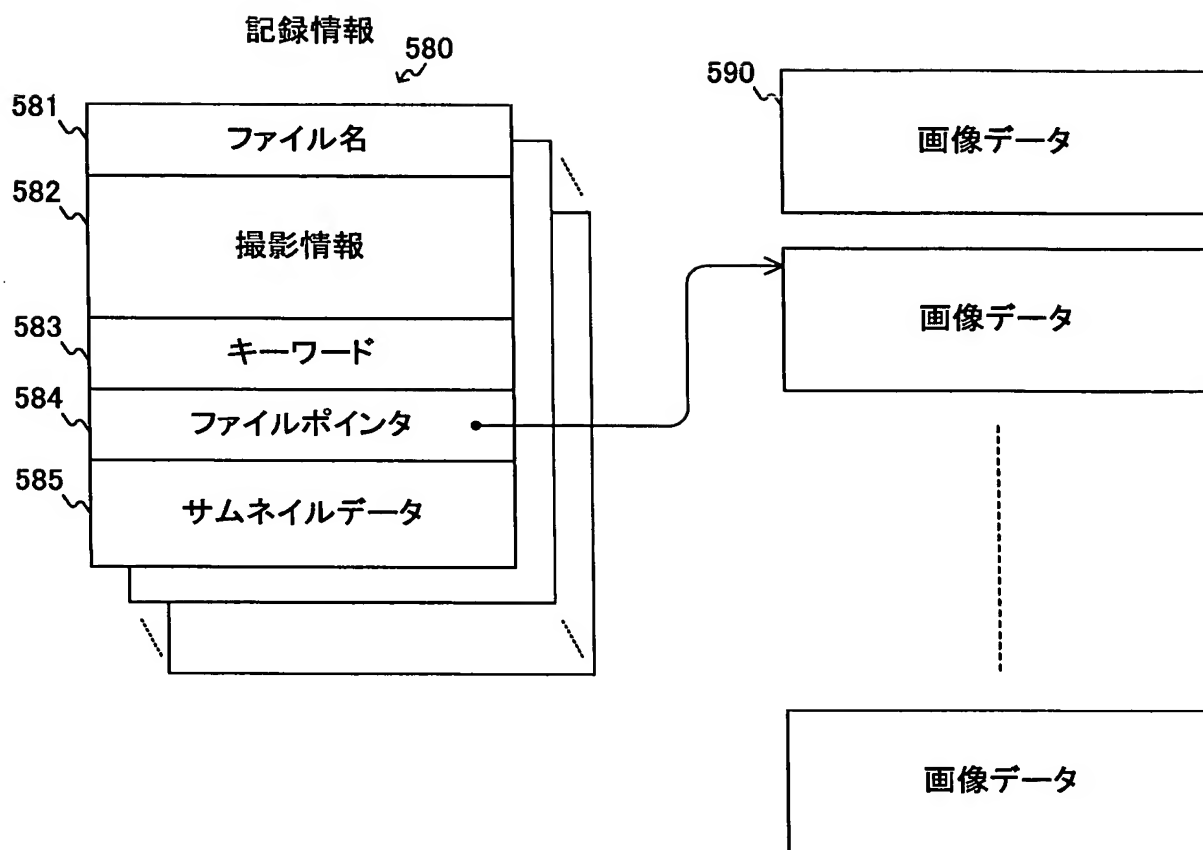 記録情報
580
581
ファイル名
582
撮影情報
583
キーワード
584
ファイルポインタ
585
サムネイルデータ
590
画像データ
画像データ
画像データ